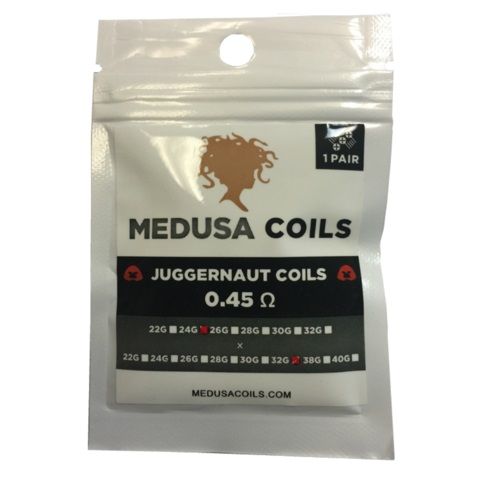 1 PAIR
MEDUSA COILS
JUGGERNAUT COILS
0.45 Ω
22G 24G 26G 28G 30G 32G
x
22G 24G 26G 28G 30G 32G 38G 40G
MEDUSACOILS.COM